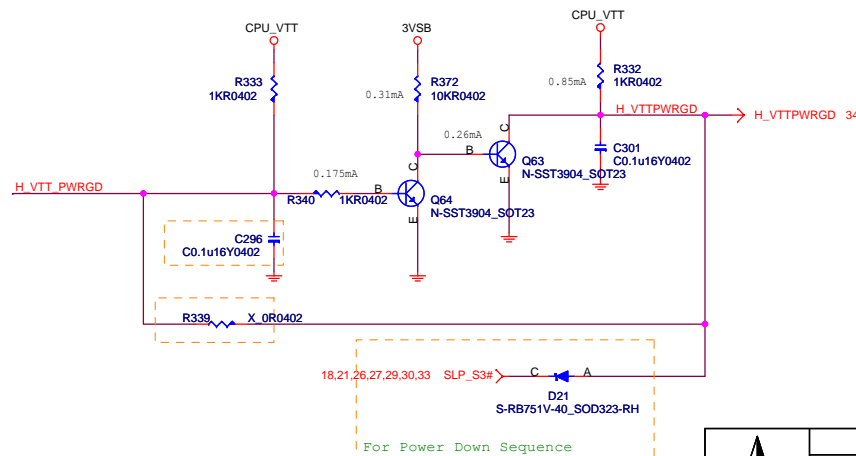 CPU_VTT
3VSB
CPU_VTT
R333
1KR0402
0.31mA
R372
10KR0402
0.85mA
R332
1KR0402
H_VTTPWRGD
H_VTTPWRGD 34
0.26mA
C
B
E
Q63
N-SST3904_SOT23
C301
C0.1u16Y0402
H_VTT_PWRGD
0.175mA
R340
1KR0402
C
B
E
Q64
N-SST3904_SOT23
C296
C0.1u16Y0402
R339
X_0R0402
18,21,26,27,29,30,33 SLP_S3#
C
A
D21
S-RB751V-40_SOD323-RH
For Power Down Sequence